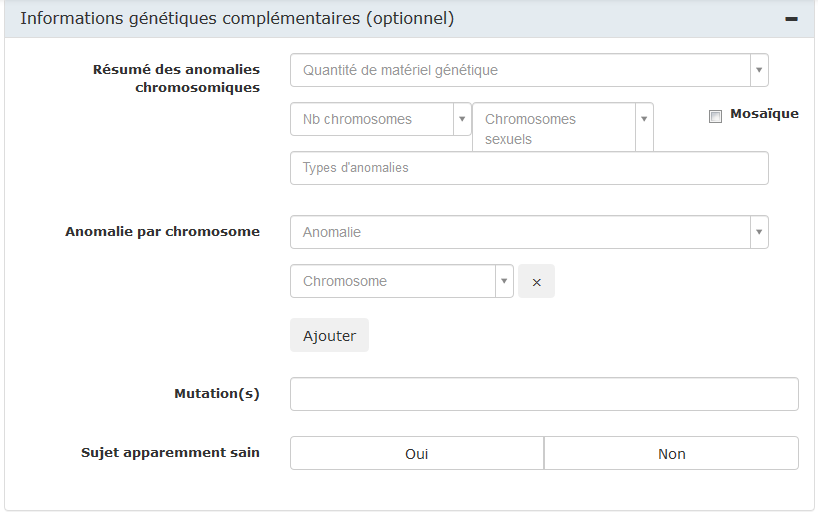 Informations génétiques complémentaires (optionnel)
Résumé des anomalies
chromosomiques
Quantité de matériel génétique
Nb chromosomes
Chromosomes
sexuels
Mosaïque
Types d'anomalies
Anomalie par chromosome
Anomalie
Chromosome
×
Ajouter
Mutation(s)
Sujet apparemment sain
Oui
Non